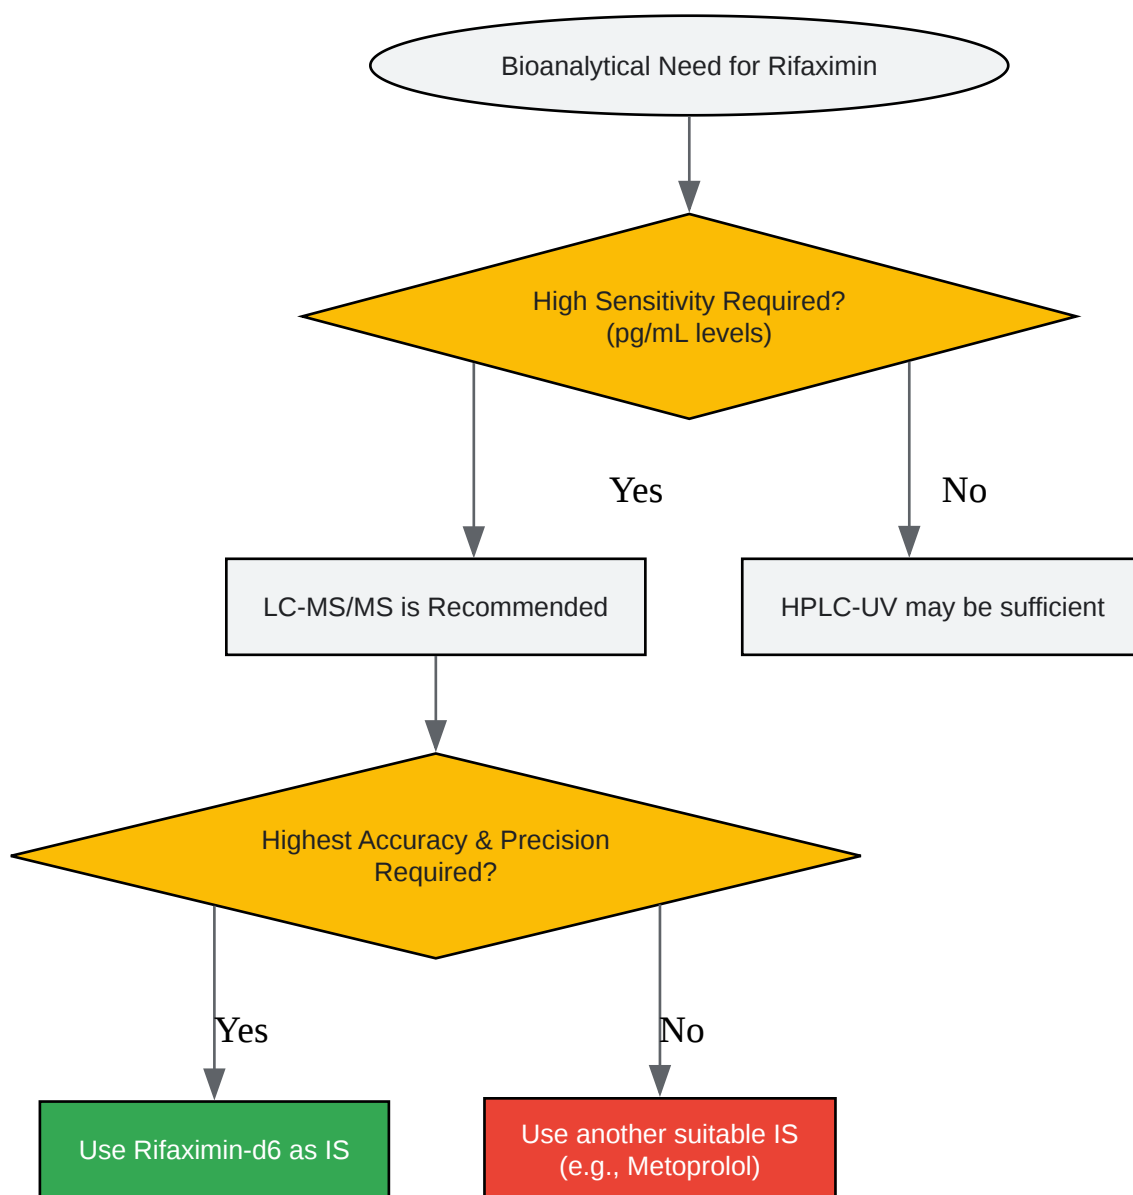 Bioanalytical Need for Rifaximin
High Sensitivity Required?
(pg/mL levels)
Yes
No
LC-MS/MS is Recommended
HPLC-UV may be sufficient
Highest Accuracy & Precision
Required?
Yes
No
Use Rifaximin-d6 as IS
Use another suitable IS
(e.g., Metoprolol)